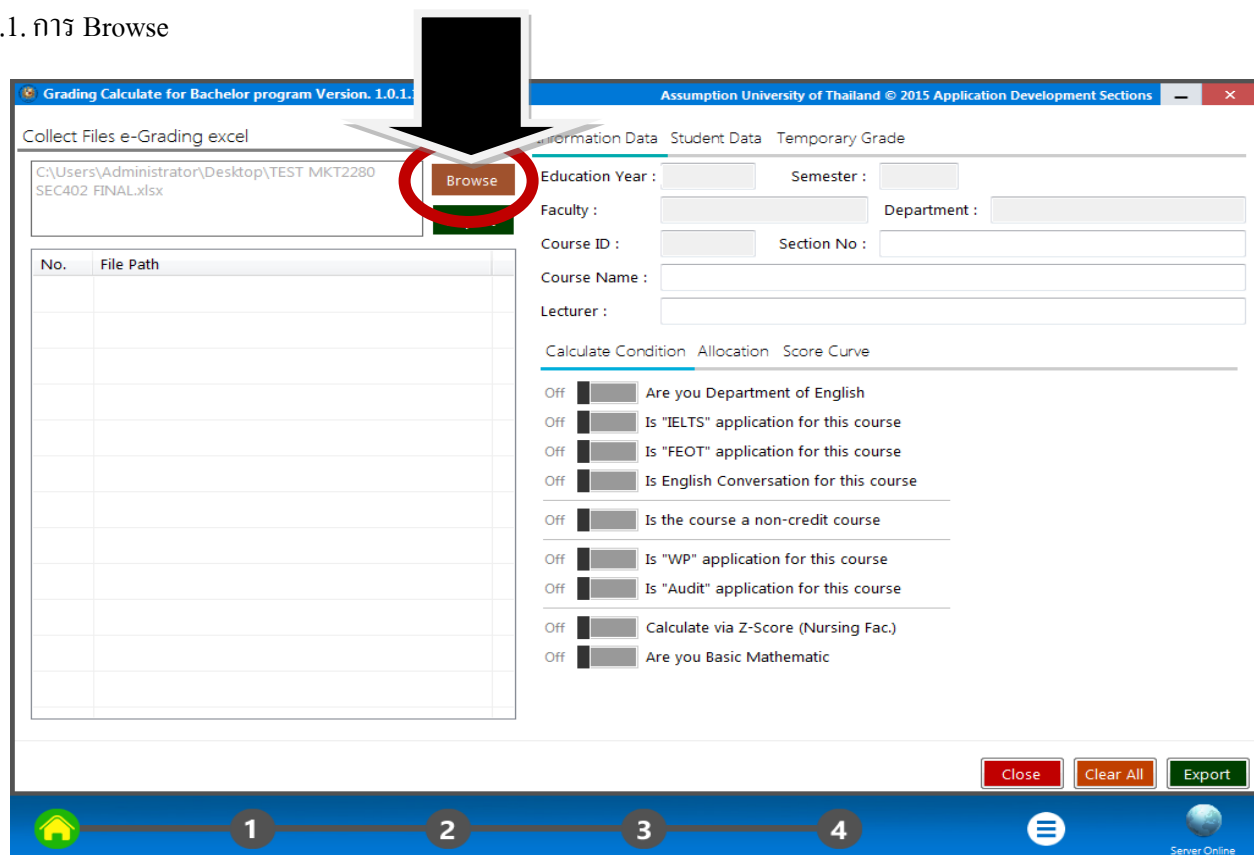 .1. การ Browse
Grading Calculate for Bachelor program Version. 1.0.1.
Assumption University of Thailand © 2015 Application Development Sections
Collect Files e-Grading excel
Information Data Student Data Temporary Grade
C:\Users\Administrator\Desktop\TEST MKT2280
SEC402 FINAL.xlsx
Browse
Education Year :
Semester :
Faculty :
Department :
Course ID :
Section No :
Course Name :
Lecturer :
No. File Path
Calculate Condition Allocation Score Curve
Off Are you Department of English
Off Is "IELTS" application for this course
Off Is "FEOT" application for this course
Off Is English Conversation for this course
Off Is the course a non-credit course
Off Is "WP" application for this course
Off Is "Audit" application for this course
Off Calculate via Z-Score (Nursing Fac.)
Off Are you Basic Mathematic
Close Clear All Export
1 2 3 4
Server Online